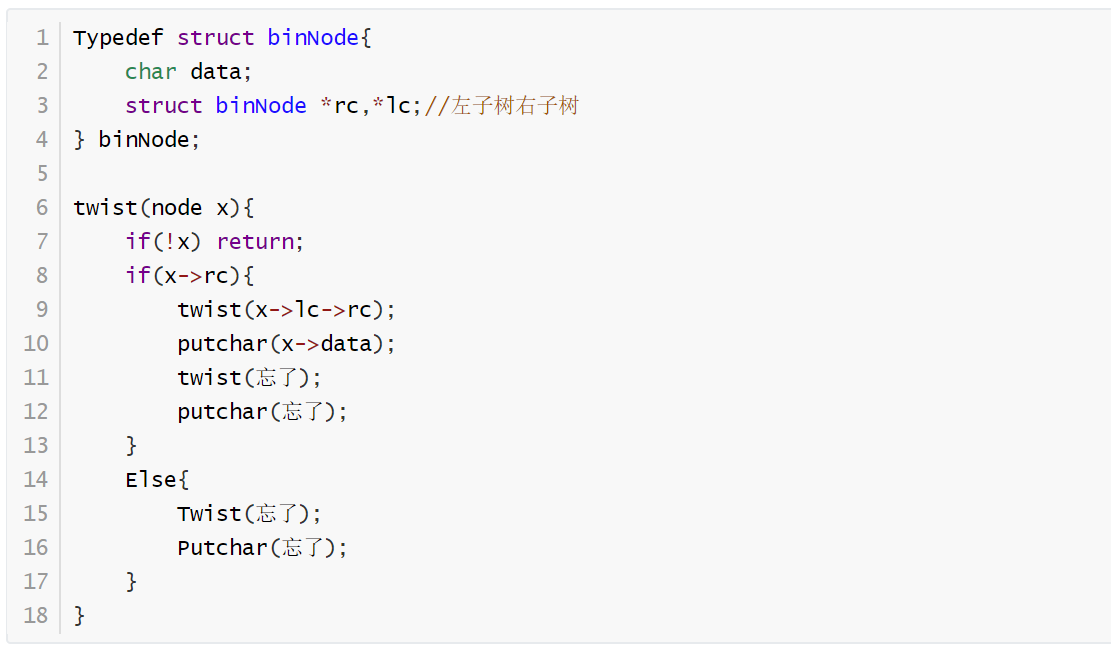 1 Typedef struct binNode{
2 char data;
3 struct binNode *rc,*lc;//左子树右子树
4 } binNode;
5
6 twist(node x){
7 if(!x) return;
8 if(x->rc){
9 twist(x->lc->rc);
10 putchar(x->data);
11 twist(忘了);
12 putchar(忘了);
13 }
14 Else{
15 Twist(忘了);
16 Putchar(忘了);
17 }
18 }